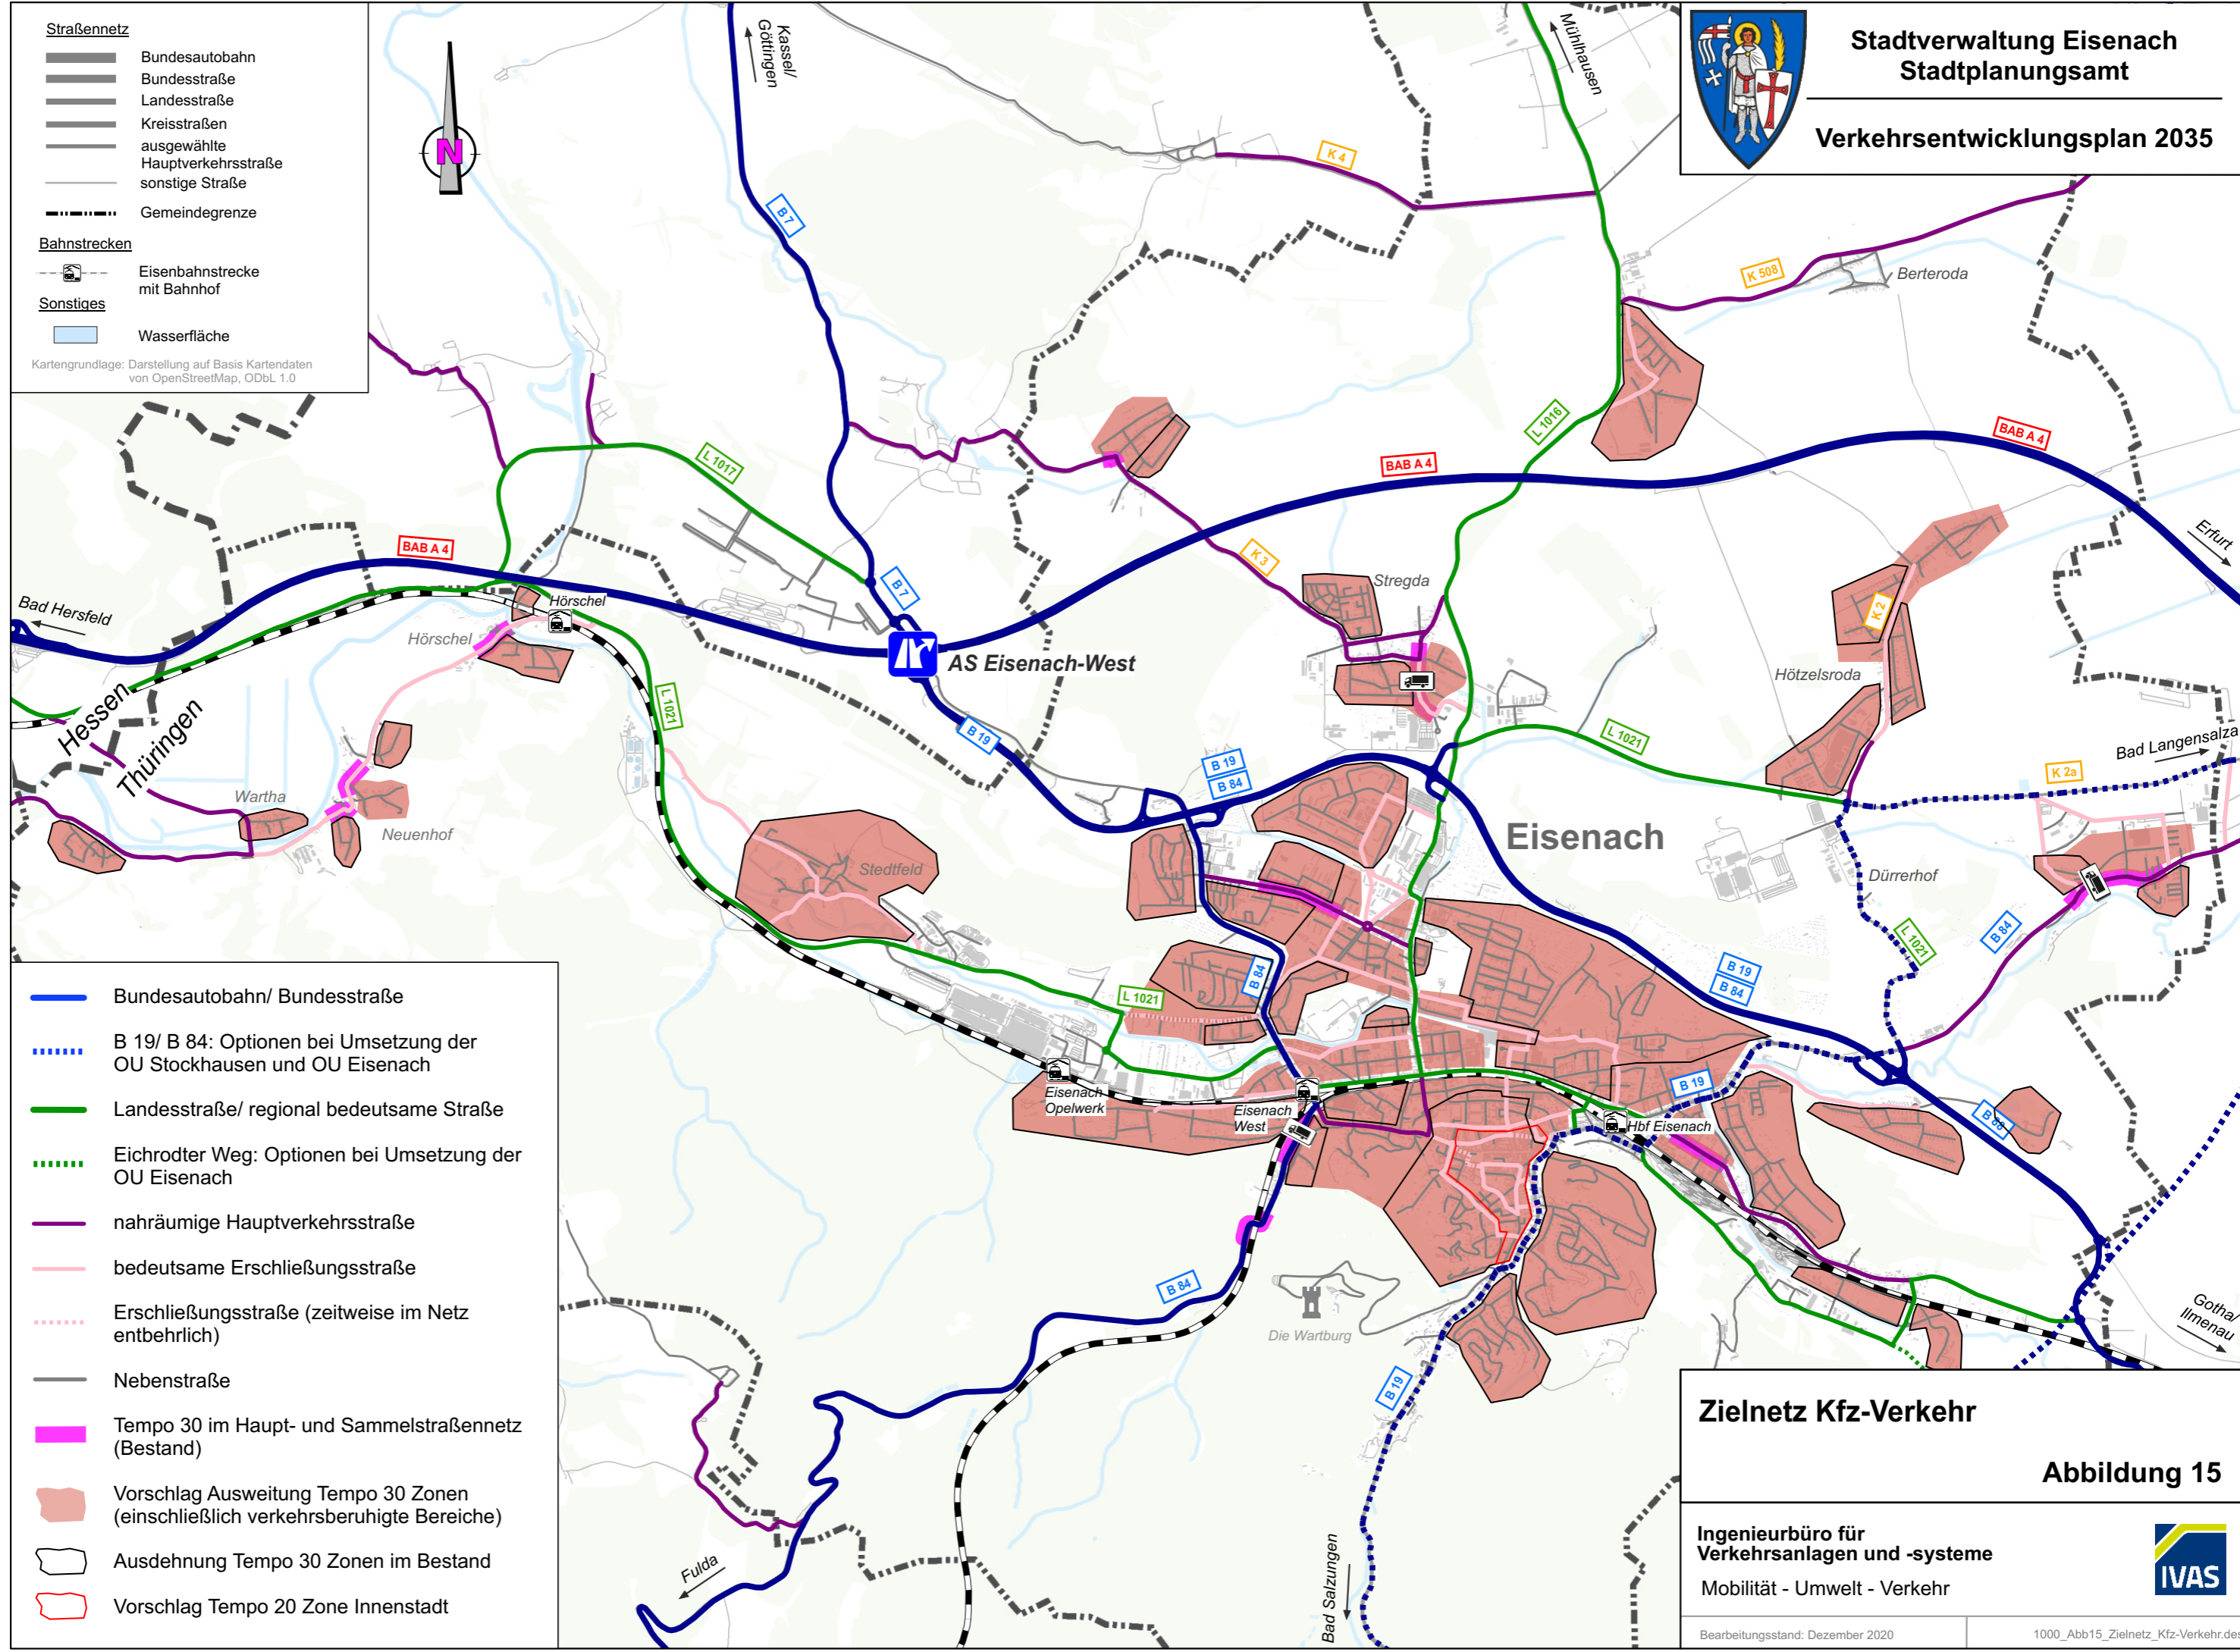 Straßennetz
Bundesautobahn
Bundesstraße
Landesstraße
Kreisstraßen
ausgewählte
Hauptverkehrsstraße
sonstige Straße
Gemeindegrenze
Bahnstrecken
Eisenbahnstrecke
mit Bahnhof
Sonstiges
Wasserfläche
Kartengrundlage: Darstellung auf Basis Kartendaten
von OpenStreetMap, ODbL 1.0
N
Kassel/
Göttingen
Mühlhausen
Stadtverwaltung Eisenach
Stadtplanungsamt
Verkehrsentwicklungsplan 2035
K 4
B 7
K 508
Berteroda
L 1016
L 1017
BAB A 4
BAB A 4
BAB A 4
Erfurt
K 3
Stregda
B 7
K 2
Bad Hersfeld
Hörschel
Hörschel
AS Eisenach-West
Hötzelsroda
Hessen
Thüringen
L 1021
B 19
L 1021
Bad Langensalza
B 19
B 84
K 2a
Wartha
Neuenhof
Eisenach
Stedtfeld
Dürrerhof
L 1021
B 84
B 84
B 19
B 84
L 1021
Eisenach
Opelwerk
Eisenach
West
B 19
Hbf Eisenach
B 88
B 84
Die Wartburg
B 19
Gotha/
Ilmenau
Fulda
Bad Salzungen
Bundesautobahn/ Bundesstraße
B 19/ B 84: Optionen bei Umsetzung der
OU Stockhausen und OU Eisenach
Landesstraße/ regional bedeutsame Straße
Eichrodter Weg: Optionen bei Umsetzung der
OU Eisenach
nahräumige Hauptverkehrsstraße
bedeutsame Erschließungsstraße
Erschließungsstraße (zeitweise im Netz
entbehrlich)
Nebenstraße
Tempo 30 im Haupt- und Sammelstraßennetz
(Bestand)
Vorschlag Ausweitung Tempo 30 Zonen
(einschließlich verkehrsberuhigte Bereiche)
Ausdehnung Tempo 30 Zonen im Bestand
Vorschlag Tempo 20 Zone Innenstadt
Zielnetz Kfz-Verkehr
Abbildung 15
Ingenieurbüro für
Verkehrsanlagen und -systeme
Mobilität - Umwelt - Verkehr
IVAS
Bearbeitungsstand: Dezember 2020
1000_Abb15_Zielnetz_Kfz-Verkehr.des